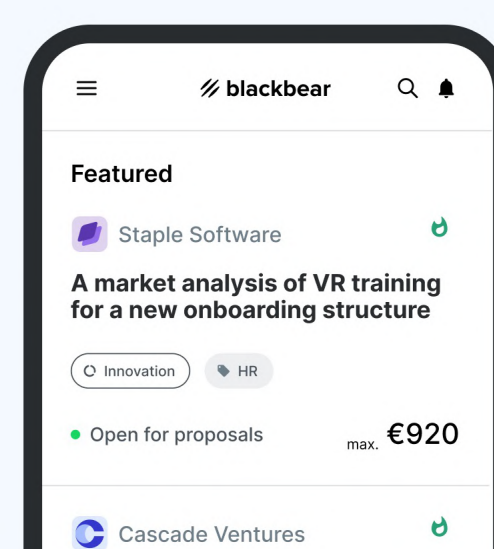 blackbear
Featured
Staple Software
A market analysis of VR training
for a new onboarding structure
Innovation
HR
Open for proposals
max. €920
Cascade Ventures